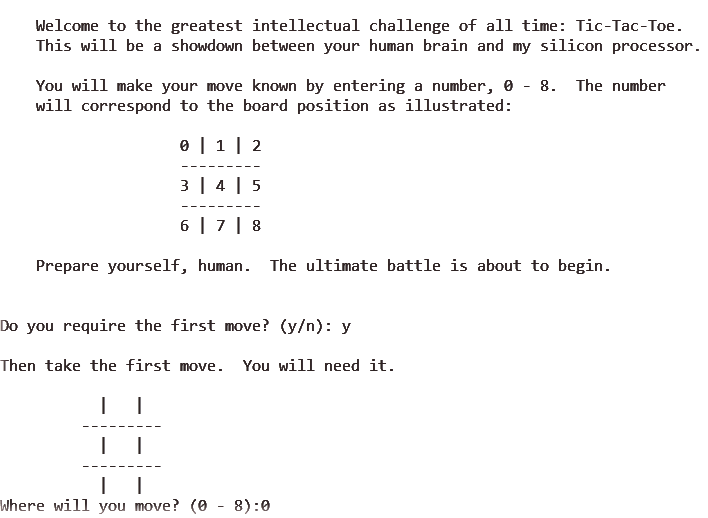 Welcome to the greatest intellectual challenge of all time: Tic-Tac-Toe.
This will be a showdown between your human brain and my silicon processor.
You will make your move known by entering a number, 0 - 8.  The number
will correspond to the board position as illustrated:
0 | 1 | 2
---------
3 | 4 | 5
---------
6 | 7 | 8
Prepare yourself, human.  The ultimate battle is about to begin.
Do you require the first move? (y/n): y
Then take the first move.  You will need it.
|   |
---------
|   |
---------
|   |
Where will you move? (0 - 8):0